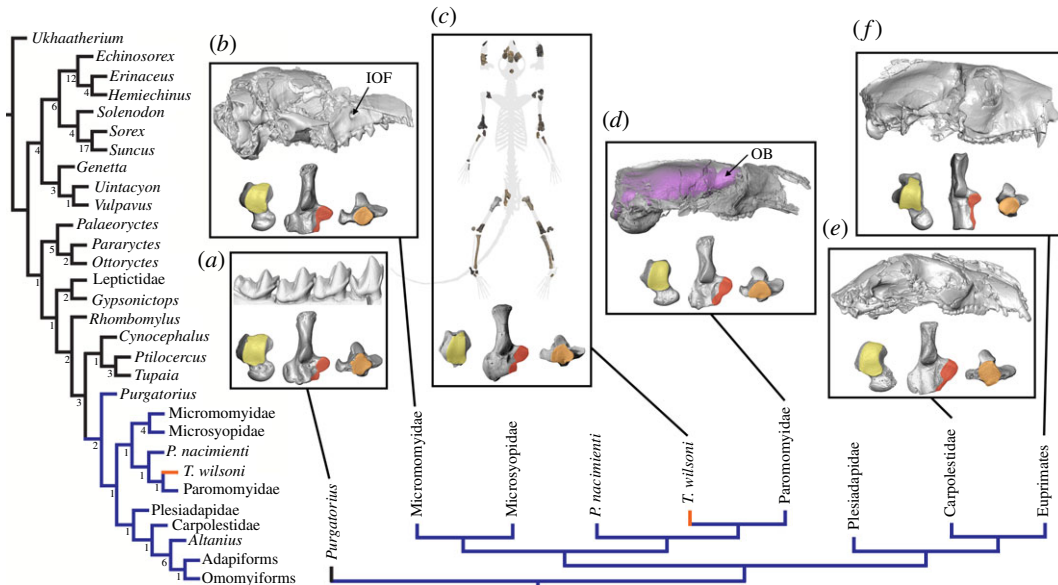 Ukhaatherium
Echinosorex
12
Erinaceus
4
Hemiechinus
6
Solenodon
4
Sorex
17
Suncus
4
Genetta
3
Uintacyon
1
Vulpavus
Palaeoryctes
5
Pararyctes
2
Ottoryctes
1
Leptictidae
2
Gypsonictops
1
Rhombomylus
2
Cynocephalus
1
Ptilocercus
3
Tupaia
3
Purgatorius
2
Micromomyidae
4
Microsyopidae
1
P. nacimienti
1
T. wilsoni
1
Paromomyidae
1
Plesiadapidae
1
Carpolestidae
1
Altanius
6
Adapiforms
1
Omomyiforms
(b)
IOF
(a)
(c)
(d)
OB
(f)
(e)
Purgatorius
Micromomyidae
Microsyopidae
P. nacimienti
T. wilsoni
Paromomyidae
Plesiadapidae
Carpolestidae
Euprimates